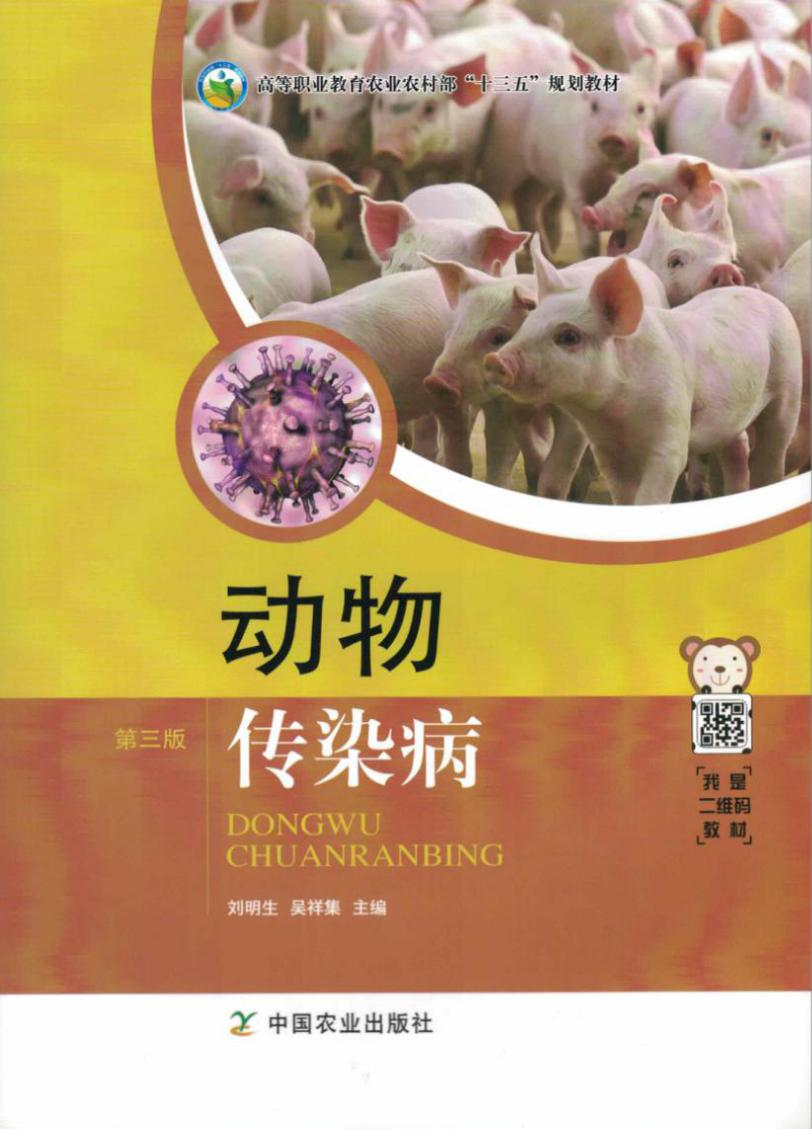 高等职业教育农业农村部“十三五”规划教材
动物
第三版
传染病
DONGWU
CHUANRANBING
刘明生 吴祥集 主编
我是
二维码
教材
中国农业出版社